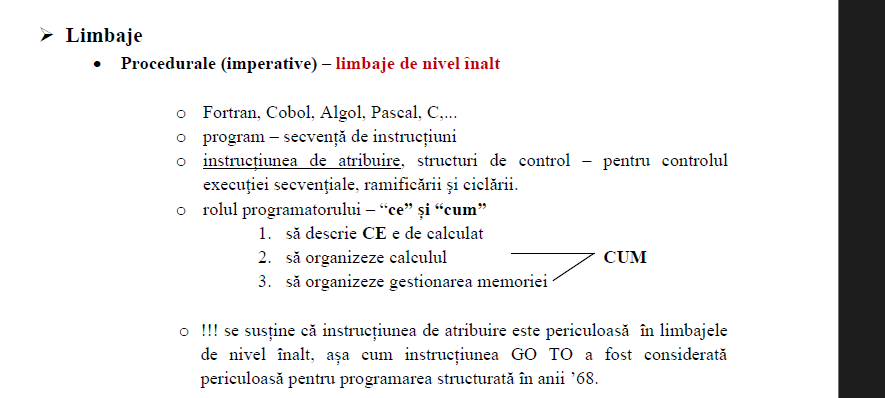 ➢ Limbaje
• Procedurale (imperative) – limbaje de nivel înalt
o Fortran, Cobol, Algol, Pascal, C,...
o program – secvență de instrucțiuni
o instrucțiunea de atribuire, structuri de control – pentru controlul
execuției secvențiale, ramificării și ciclării.
o rolul programatorului – “ce” și “cum”
1. să descrie CE e de calculat
2. să organizeze calculul CUM
3. să organizeze gestionarea memoriei
o !!! se susține că instrucțiunea de atribuire este periculoasă în limbajele
de nivel înalt, așa cum instrucțiunea GO TO a fost considerată
periculoasă pentru programarea structurată în anii ’68.